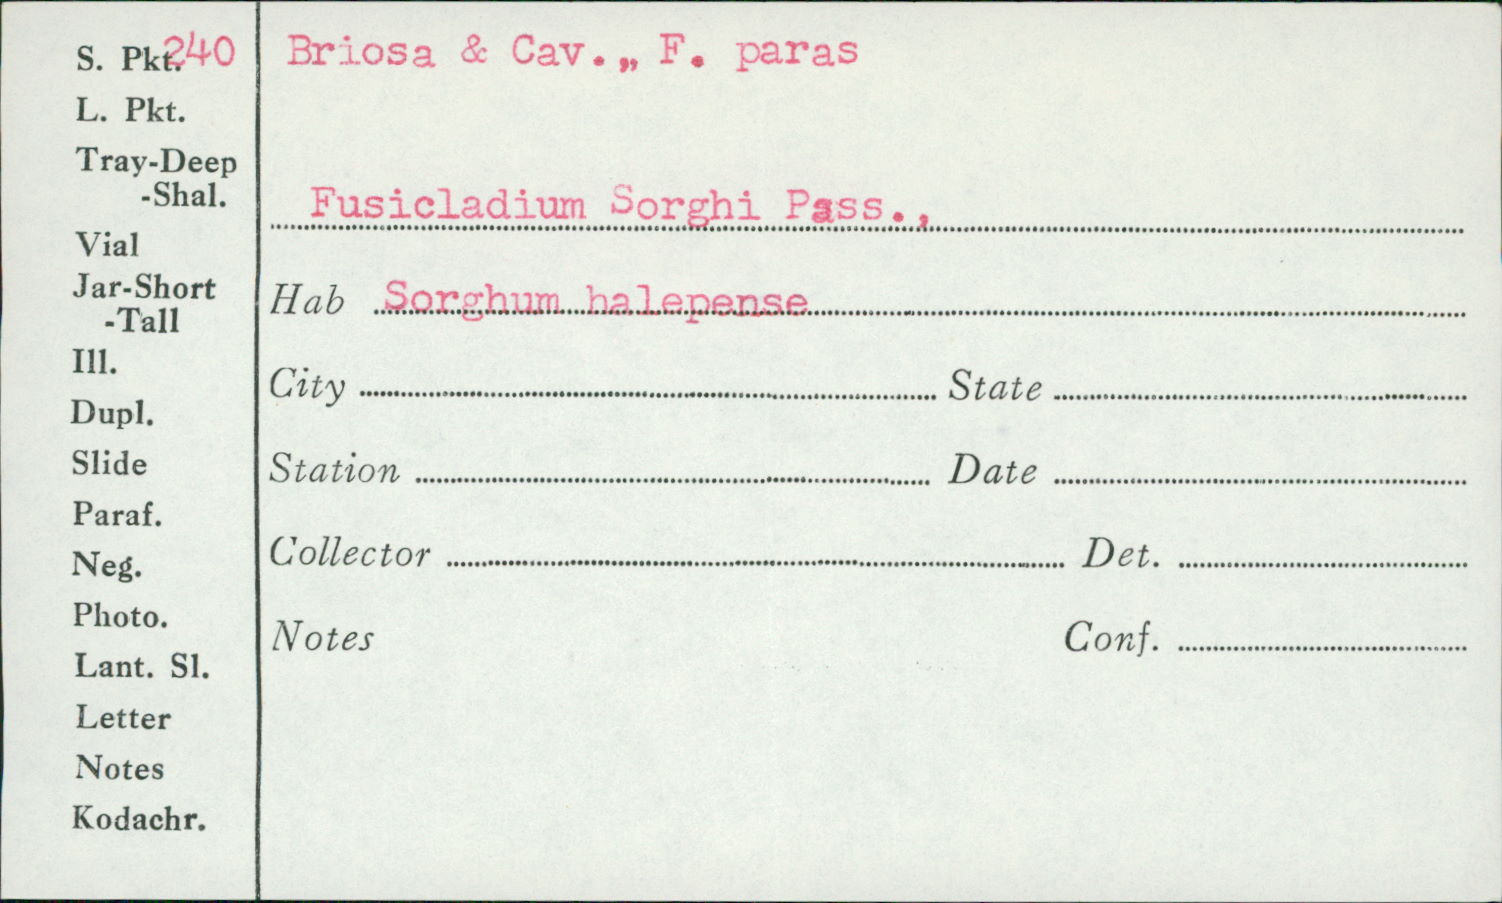 S. Pkt.240
L. Pkt.
Tray-Deep
-Shal.
Vial
Jar-Short
-Tall
Ill.
Dupl.
Slide
Paraf.
Neg.
Photo.
Lant. Sl.
Letter
Notes
Kodachr.
Briosa & Cav.,, F. paras
Fusicladium Sorghi Pass.,
Hab Sorghum halepense
City State
Station Date
Collector Det.
Notes Conf.